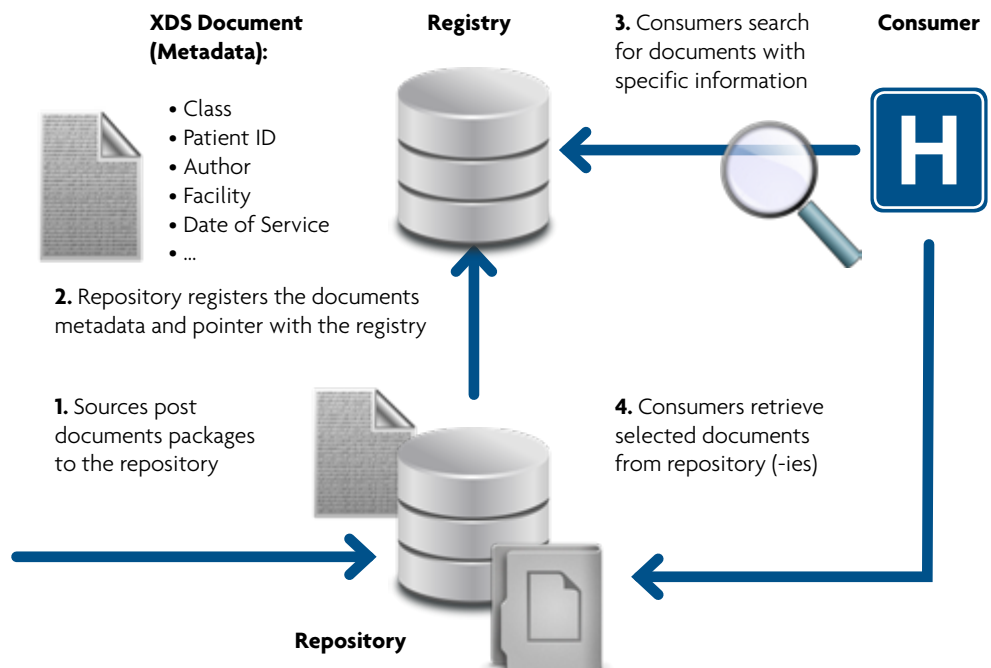 XDS Document
(Metadata):
• Class
• Patient ID
• Author
• Facility
• Date of Service
• ...
Registry
3. Consumers search
for documents with
specific information
Consumer
H
2. Repository registers the documents
metadata and pointer with the registry
1. Sources post
documents packages
to the repository
4. Consumers retrieve
selected documents
from repository (-ies)
Repository